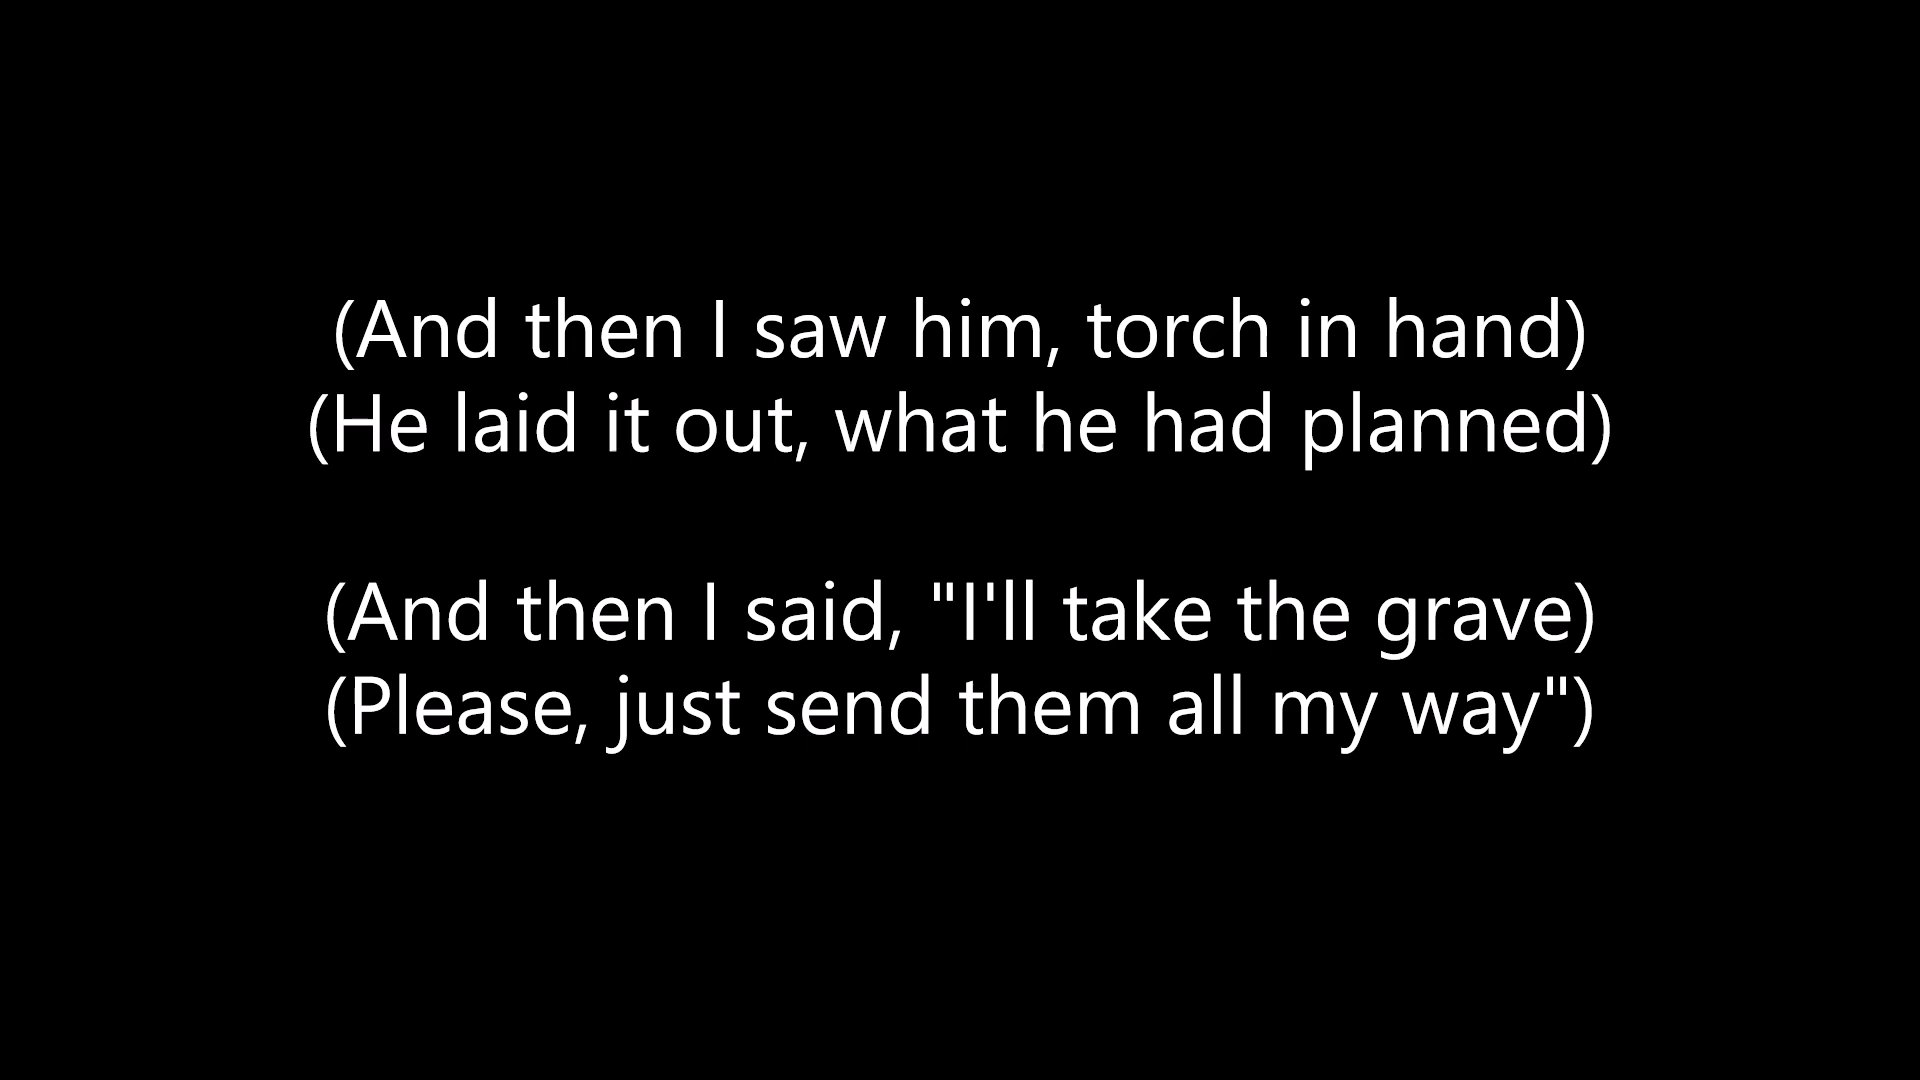 (And then I saw him, torch in hand)
(He laid it out, what he had planned)
(And then I said, "I'll take the grave)
(Please, just send them all my way")